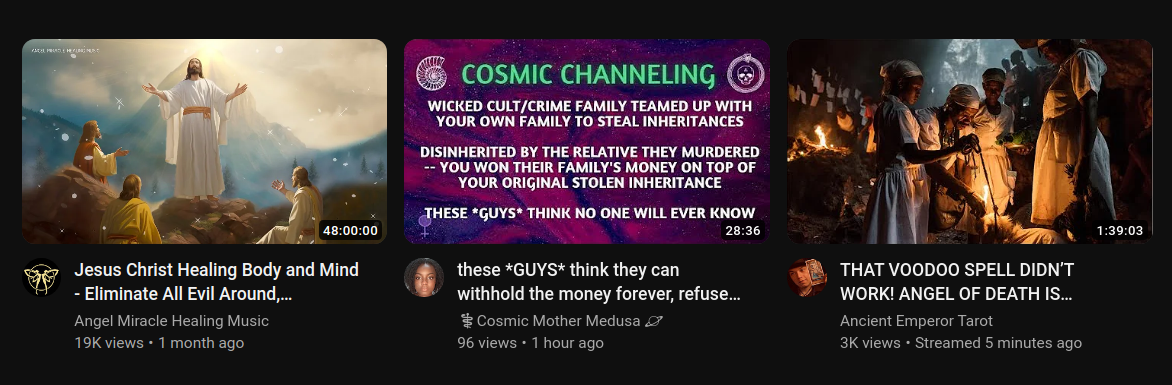 ANGEL MIRACLE HEALING MUSIC
48:00:00
Jesus Christ Healing Body and Mind
- Eliminate All Evil Around,...
Angel Miracle Healing Music
19K views • 1 month ago
COSMIC CHANNELING
WICKED CULT/CRIME FAMILY TEAMED UP WITH
YOUR OWN FAMILY TO STEAL INHERITANCES
DISINHERITED BY THE RELATIVE THEY MURDERED
-- YOU WON THEIR FAMILY'S MONEY ON TOP OF
YOUR ORIGINAL STOLEN INHERITANCE
THESE *GUYS* THINK NO ONE WILL EVER KNOW
28:36
these *GUYS* think they can
withhold the money forever, refuse...
⚕Cosmic Mother Medusa 🪐
96 views • 1 hour ago
1:39:03
THAT VOODOO SPELL DIDN'T
WORK! ANGEL OF DEATH IS...
Ancient Emperor Tarot
3K views • Streamed 5 minutes ago